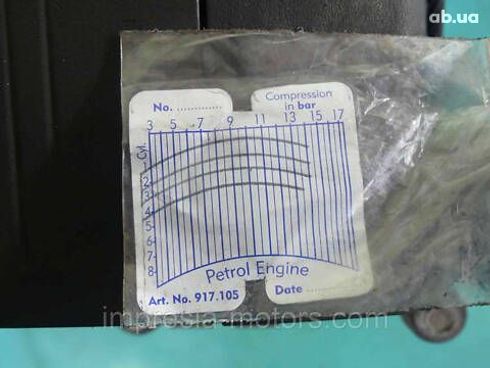 ab.ua
No. ..............
Compression
in bar
3 5 7 9 11 13 15 17
Cyl.
1
2
3
4
5
6
7
8
Petrol Engine
Art. No. 917.105
Date ..............
impresia-motors.com